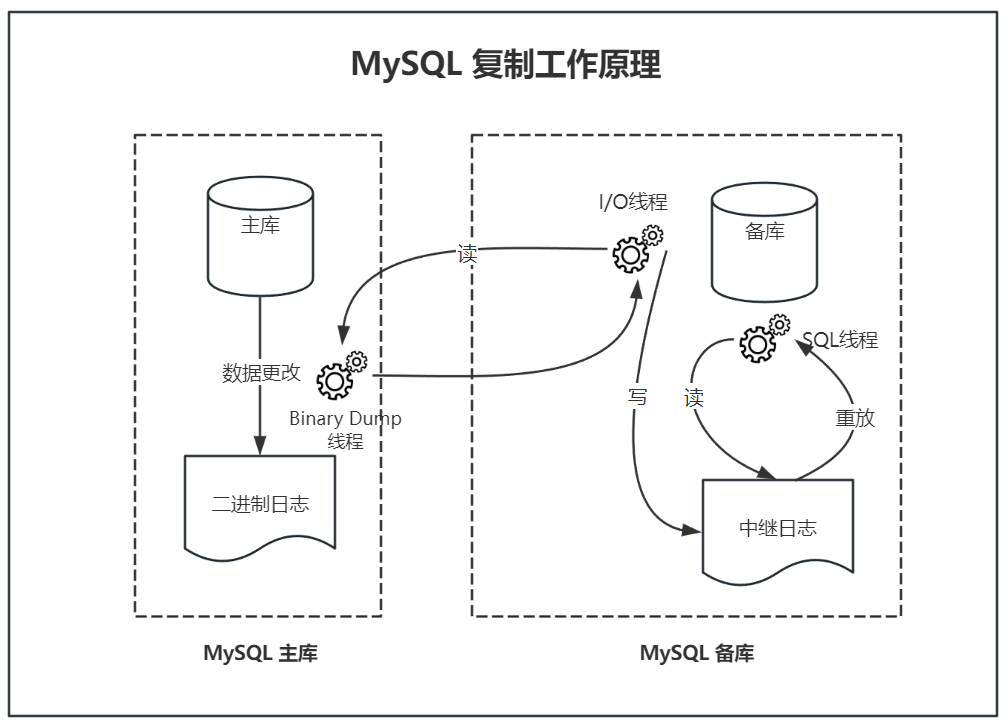 MySQL 复制工作原理
主库
数据更改
Binary Dump
线程
二进制日志
读
I/O线程
备库
SQL线程
写
读
重放
中继日志
MySQL 主库
MySQL 备库